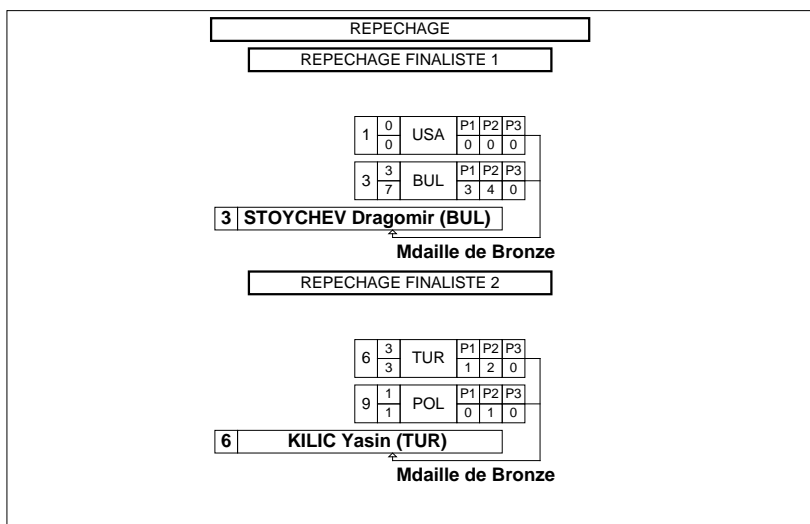 REPECHAGE
REPECHAGE FINALISTE 1
1 0 USA P1 P2 P3
0 0 0 0
3 3 BUL P1 P2 P3
7 3 4 0
3 STOYCHEV Dragomir (BUL)
Mdaille de Bronze
REPECHAGE FINALISTE 2
6 3 TUR P1 P2 P3
3 1 2 0
9 1 POL P1 P2 P3
1 0 1 0
6 KILIC Yasin (TUR)
Mdaille de Bronze